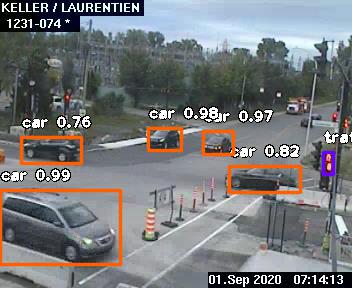 KELLER / LAURENTIEN
1231-074 *
car 0.98
car 0.97
car 0.76
trat
car 0.82
car 0.99
01.Sep 2020 07:14:13